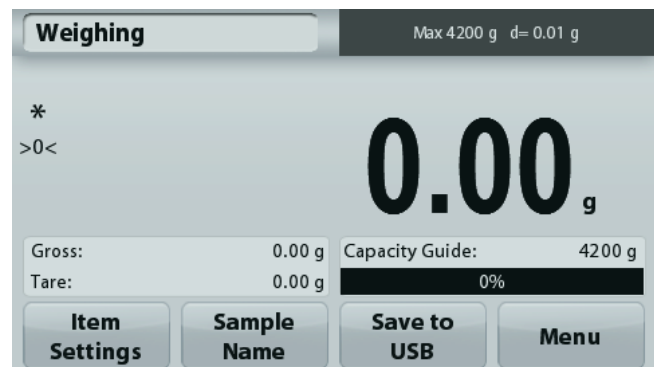 Weighing
Max 4200 g d= 0.01 g
*
>0<
0.00 g
Gross: 0.00 g
Tare: 0.00 g
Capacity Guide: 4200 g
0%
Item Settings
Sample Name
Save to USB
Menu